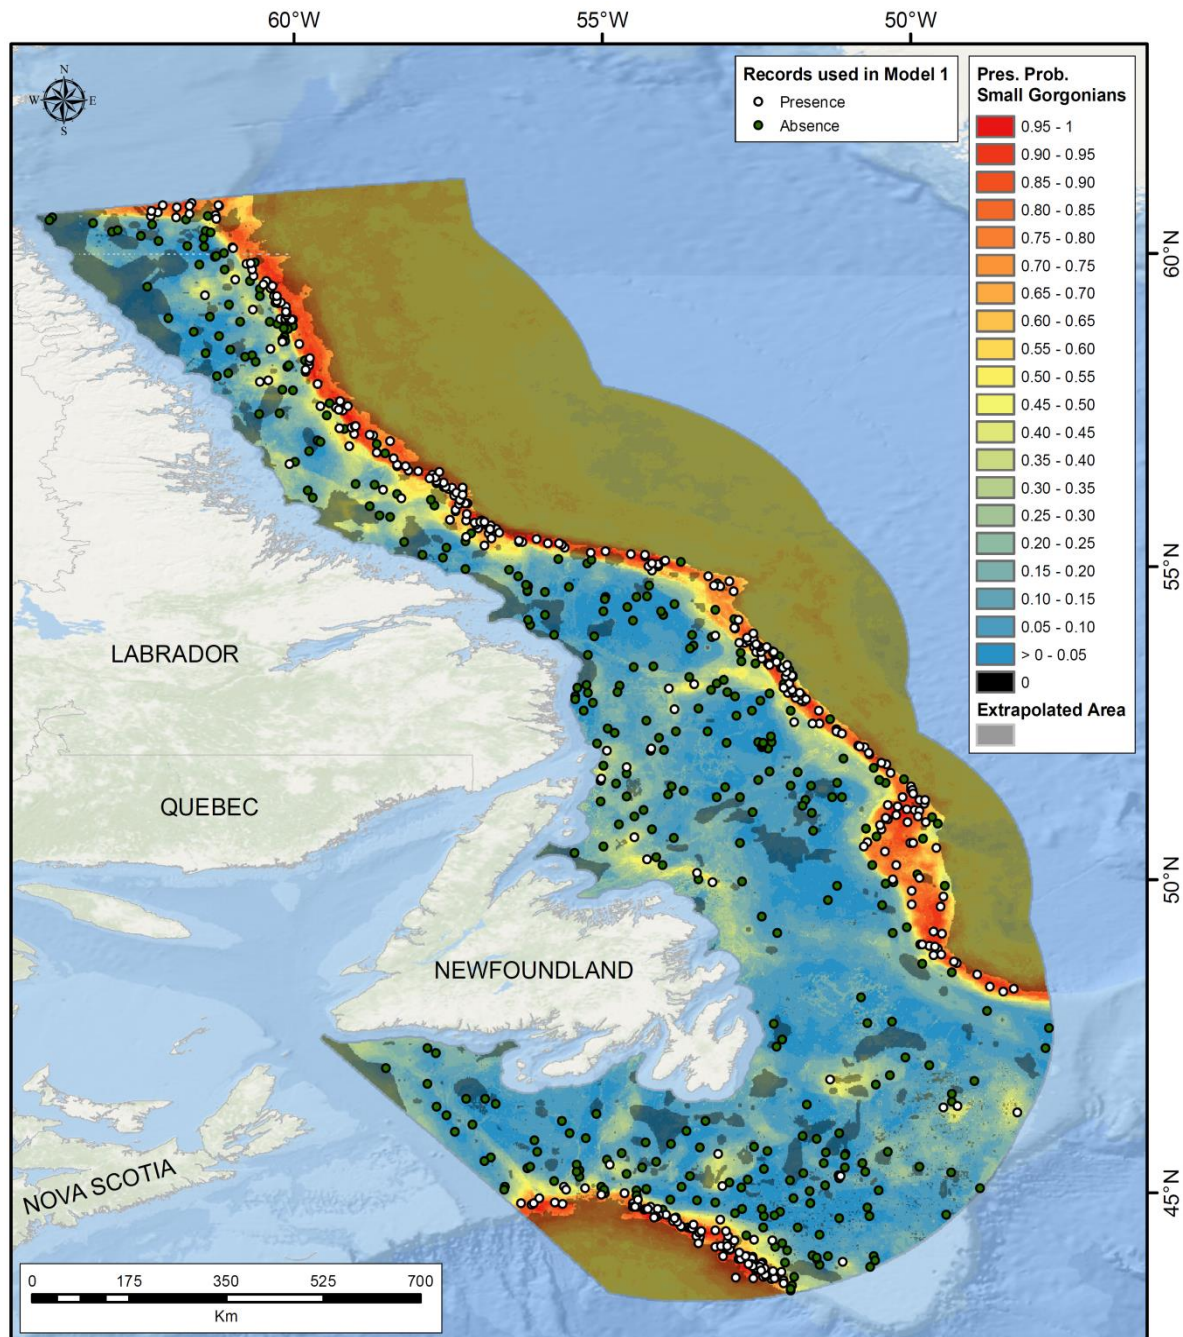 60°W 55°W 50°W
N
W E
S
Records used in Model 1
Presence
Absence
Pres. Prob.
Small Gorgonians
0.95 - 1
0.90 - 0.95
0.85 - 0.90
0.80 - 0.85
0.75 - 0.80
0.70 - 0.75
0.65 - 0.70
0.60 - 0.65
0.55 - 0.60
0.50 - 0.55
0.45 - 0.50
0.40 - 0.45
0.35 - 0.40
0.30 - 0.35
0.25 - 0.30
0.20 - 0.25
0.15 - 0.20
0.10 - 0.15
0.05 - 0.10
> 0 - 0.05
0
Extrapolated Area
60°N
55°N
50°N
45°N
LABRADOR
QUEBEC
NEWFOUNDLAND
NOVA SCOTIA
0 175 350 525 700
Km